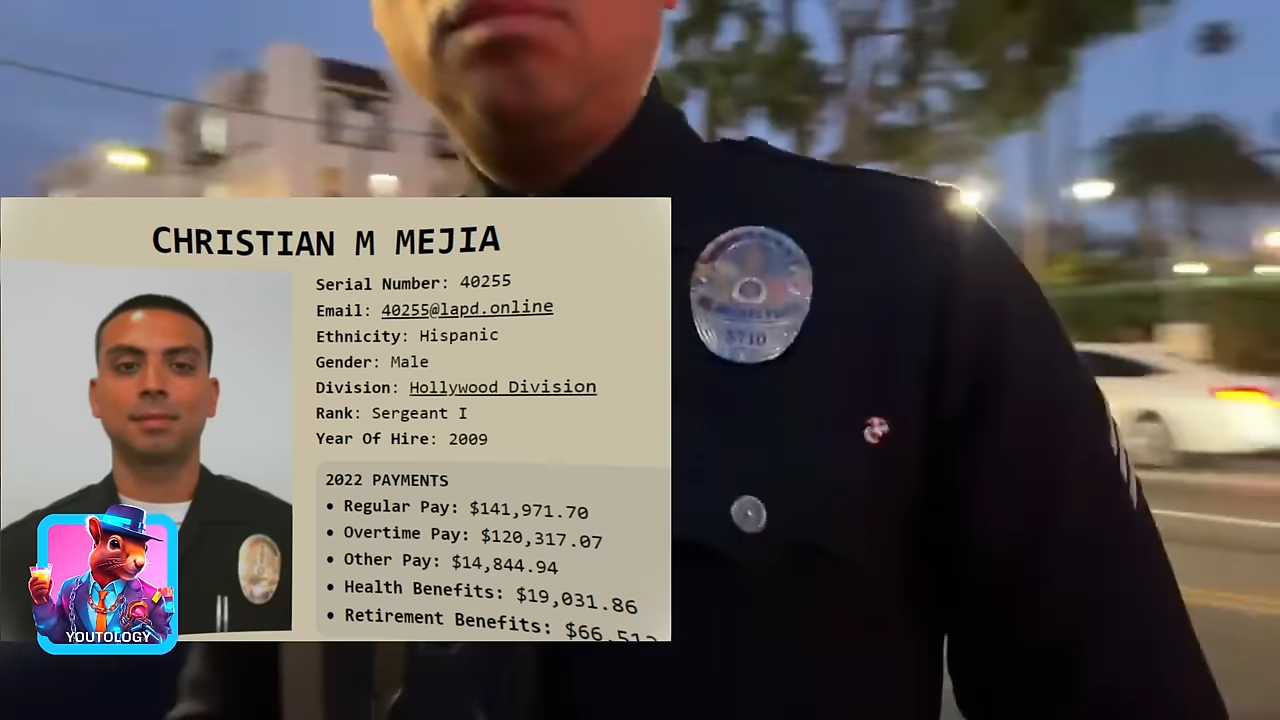 CHRISTIAN M MEJIA
Serial Number: 40255
Email: 40255@lapd.online
Ethnicity: Hispanic
Gender: Male
Division: Hollywood Division
Rank: Sergeant I
Year Of Hire: 2009
2022 PAYMENTS
• Regular Pay: $141,971.70
• Overtime Pay: $120,317.07
• Other Pay: $14,844.94
• Health Benefits: $19,031.86
• Retirement Benefits: $66,512
YOUTOLOGY